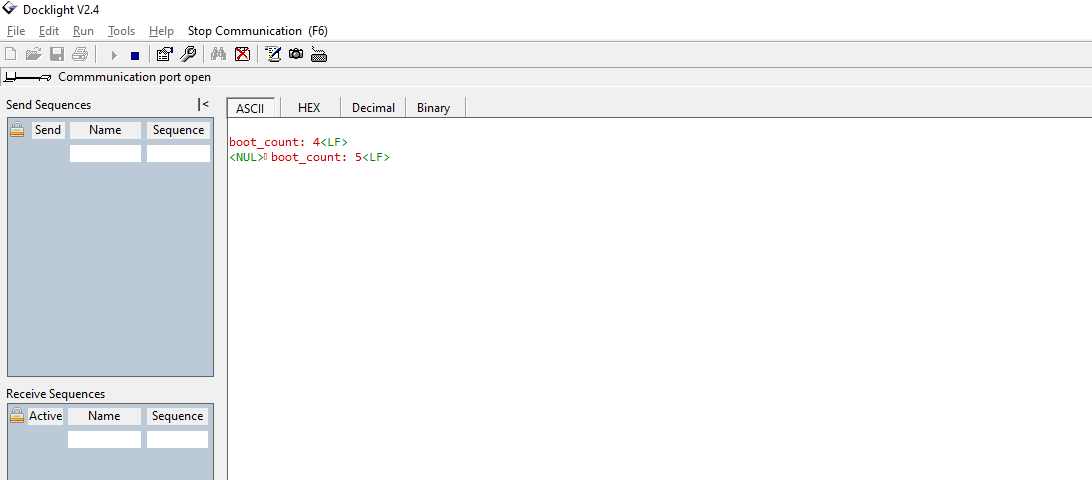 Docklight V2.4
File Edit Run Tools Help Stop Communication (F6)
Commmunication port open
Send Sequences
Send Name Sequence
ASCII HEX Decimal Binary
boot_count: 4<LF>
<NUL> boot_count: 5<LF>
Receive Sequences
Active Name Sequence